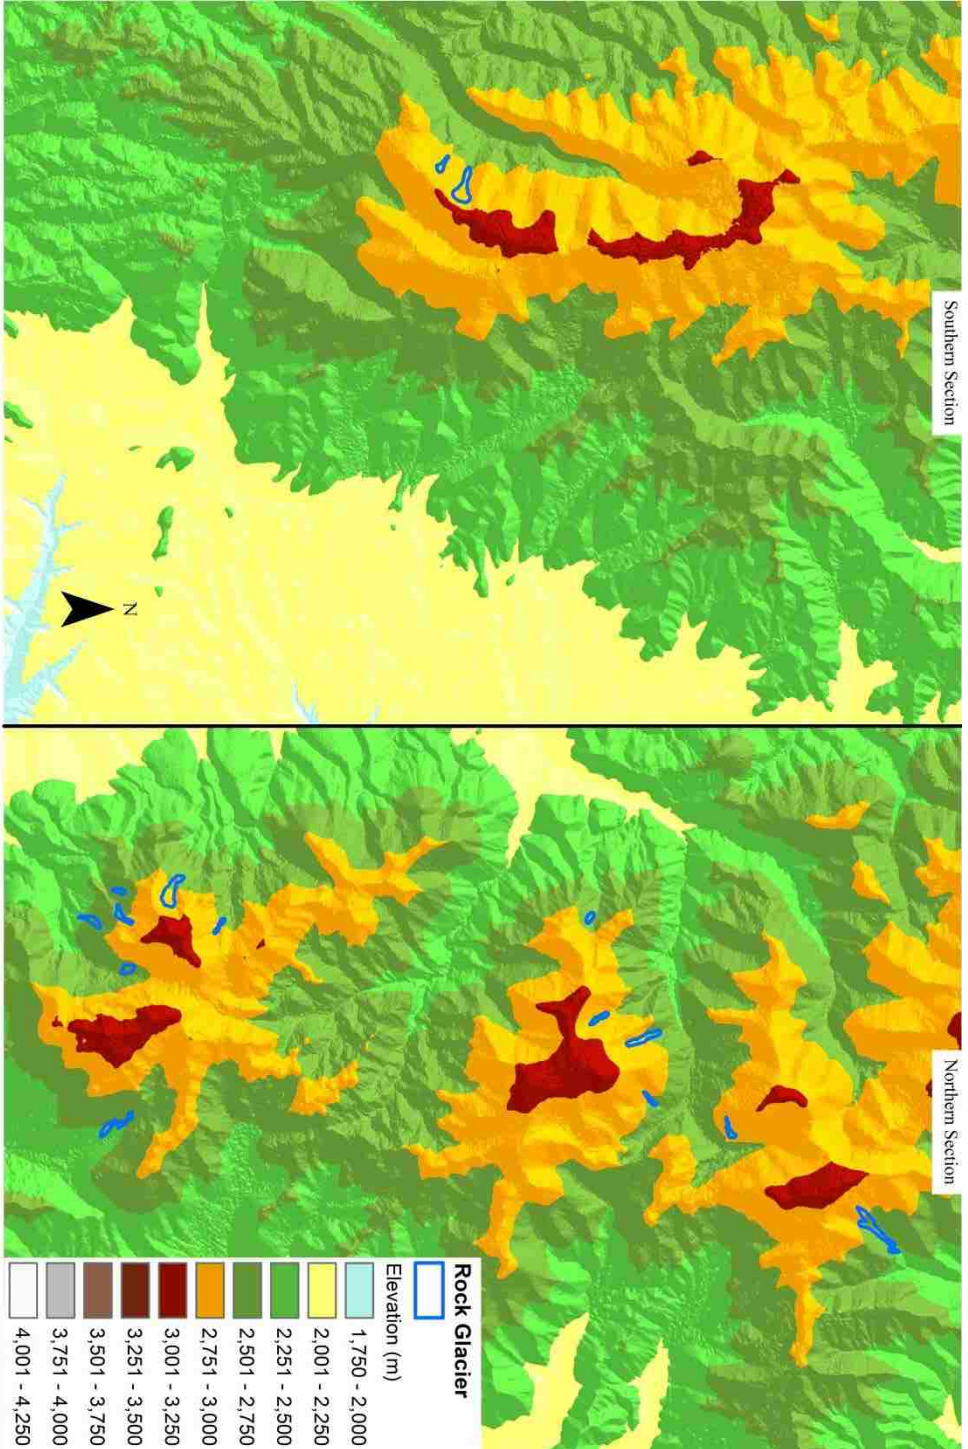 Southern Section
N
Northern Section
Rock Glacier
Elevation (m)
1,750 - 2,000
2,001 - 2,250
2,251 - 2,500
2,501 - 2,750
2,751 - 3,000
3,001 - 3,250
3,251 - 3,500
3,501 - 3,750
3,751 - 4,000
4,001 - 4,250